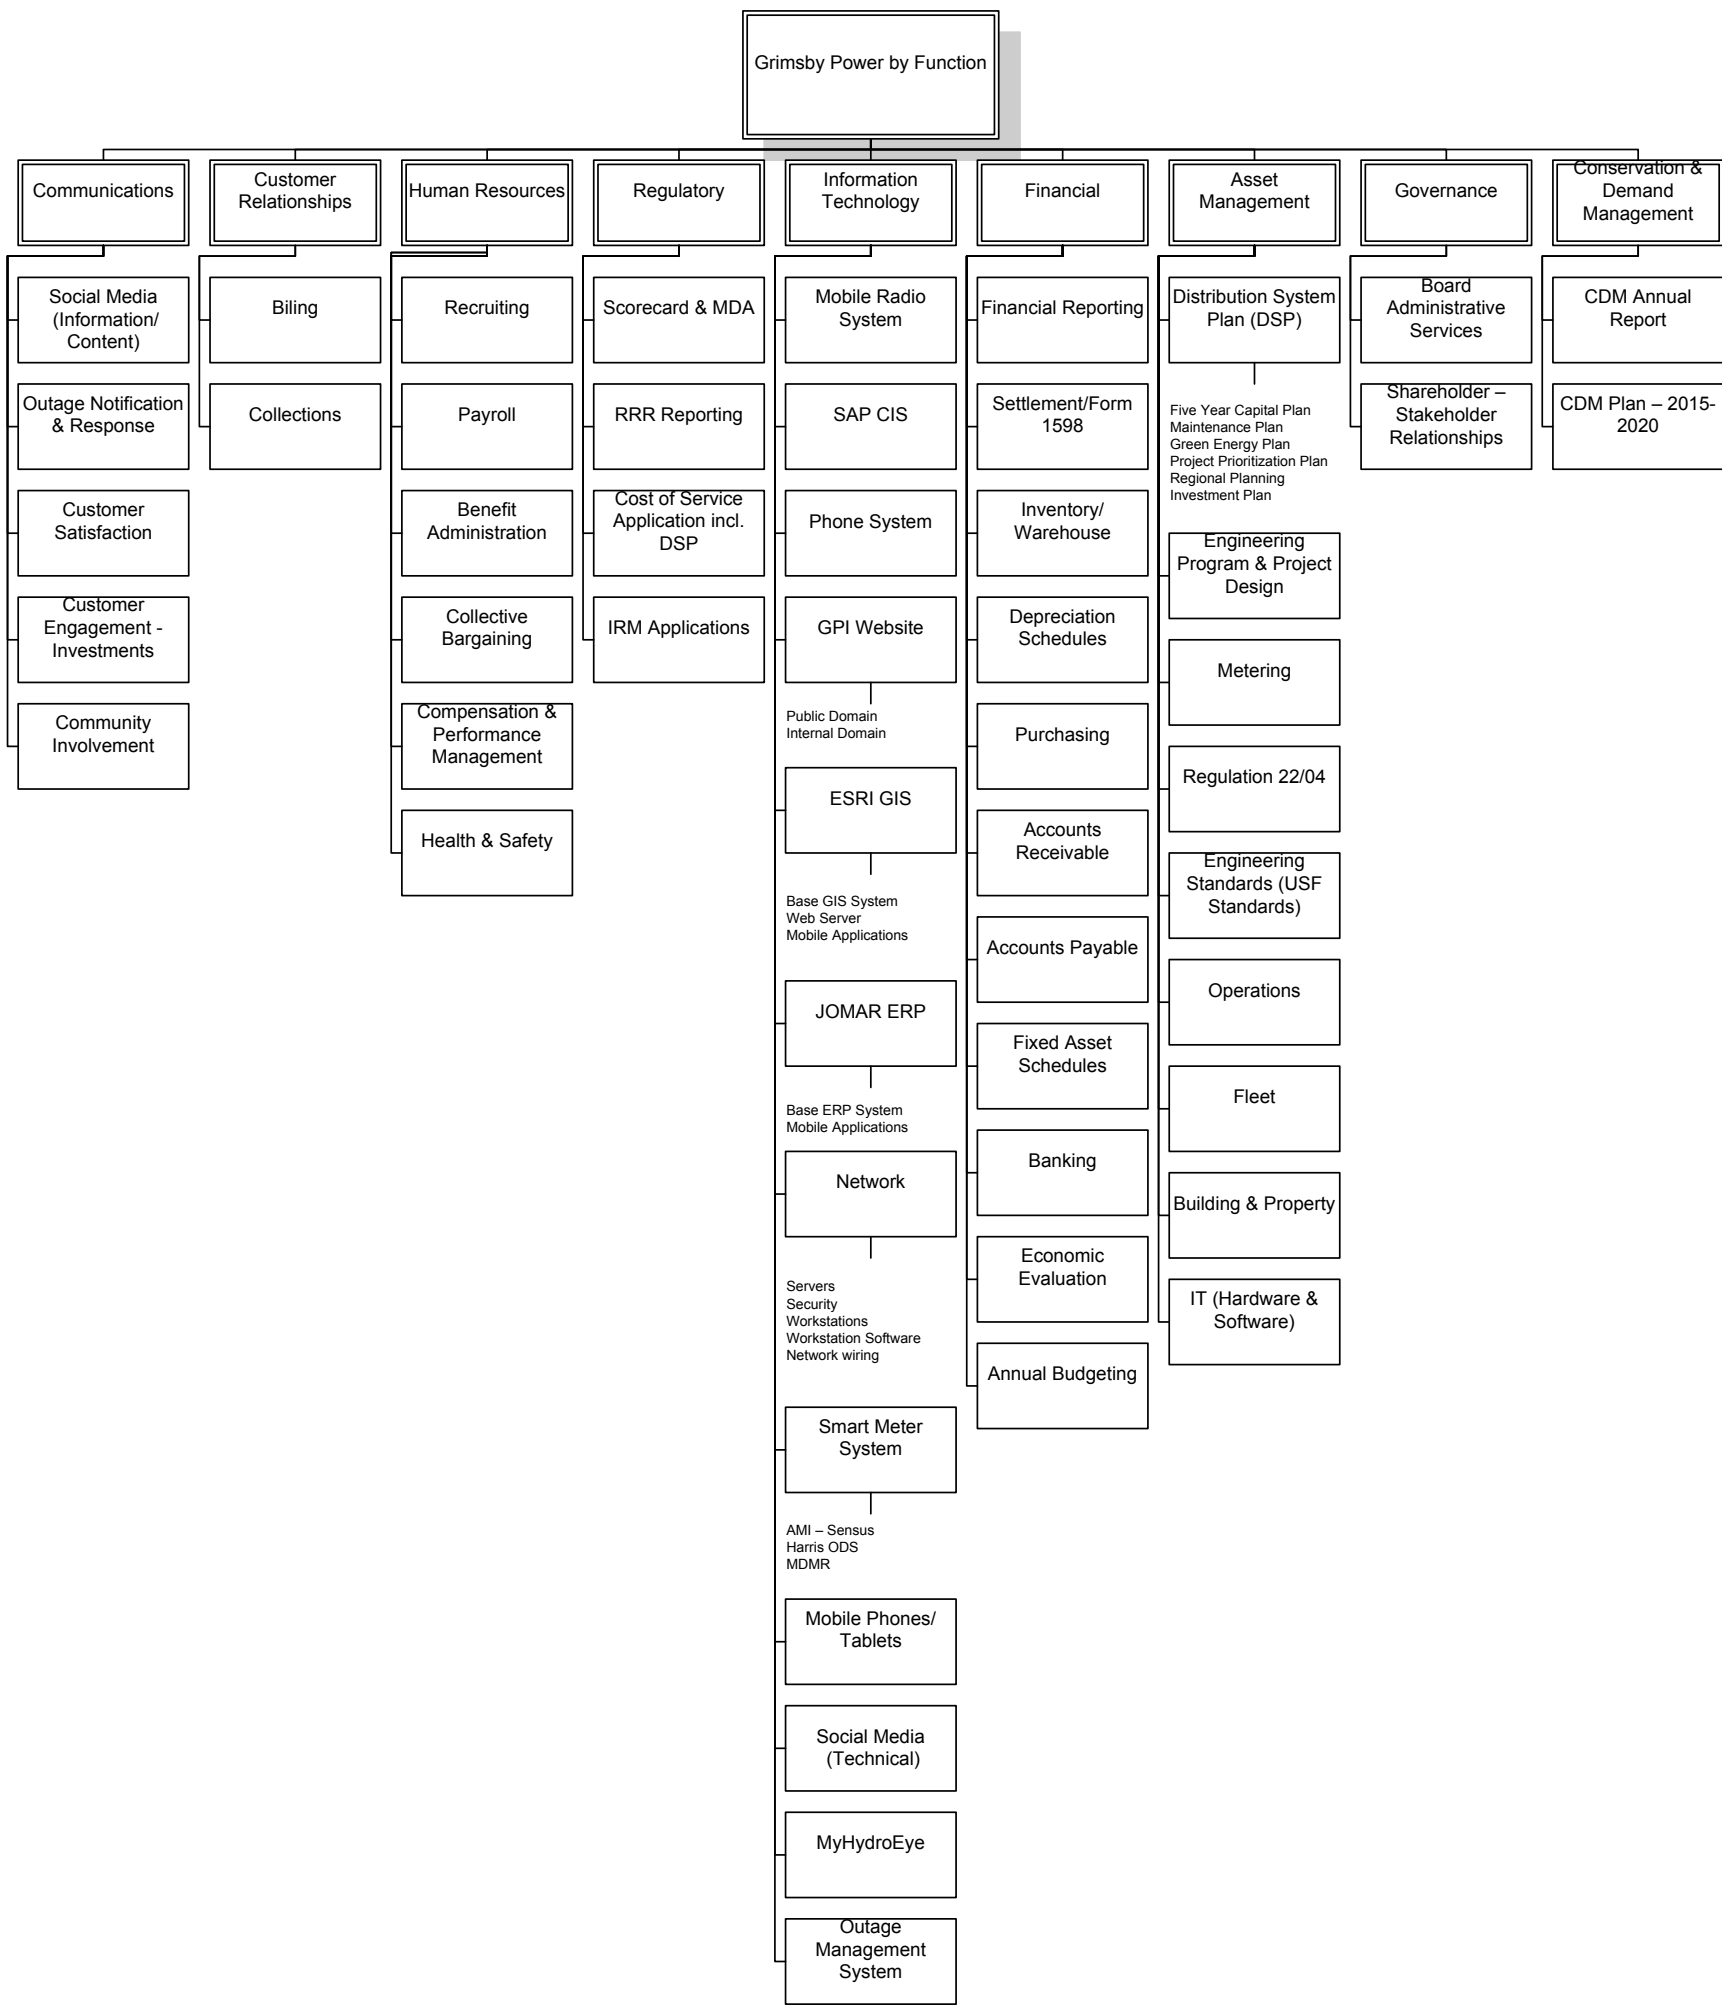 Grimsby Power by Function
Communications
Social Media
(Information/
Content)
Outage Notification
& Response
Customer
Satisfaction
Customer
Engagement -
Investments
Community
Involvement
Customer
Relationships
Biling
Collections
Human Resources
Recruiting
Payroll
Benefit
Administration
Collective
Bargaining
Compensation &
Performance
Management
Health & Safety
Regulatory
Scorecard & MDA
RRR Reporting
Cost of Service
Application incl.
DSP
IRM Applications
Information
Technology
Mobile Radio
System
SAP CIS
Phone System
GPI Website
Public Domain
Internal Domain
ESRI GIS
Base GIS System
Web Server
Mobile Applications
JOMAR ERP
Base ERP System
Mobile Applications
Network
Servers
Security
Workstations
Workstation Software
Network wiring
Smart Meter
System
AMI – Sensus
Harris ODS
MDMR
Mobile Phones/
Tablets
Social Media
(Technical)
MyHydroEye
Outage
Management
System
Financial
Financial Reporting
Settlement/Form
1598
Inventory/
Warehouse
Depreciation
Schedules
Purchasing
Accounts
Receivable
Accounts Payable
Fixed Asset
Schedules
Banking
Economic
Evaluation
Annual Budgeting
Asset
Management
Distribution System
Plan (DSP)
Five Year Capital Plan
Maintenance Plan
Green Energy Plan
Project Prioritization Plan
Regional Planning
Investment Plan
Engineering
Program & Project
Design
Metering
Regulation 22/04
Engineering
Standards (USF
Standards)
Operations
Fleet
Building & Property
IT (Hardware &
Software)
Governance
Board
Administrative
Services
Shareholder –
Stakeholder
Relationships
Conservation &
Demand
Management
CDM Annual
Report
CDM Plan – 2015-
2020